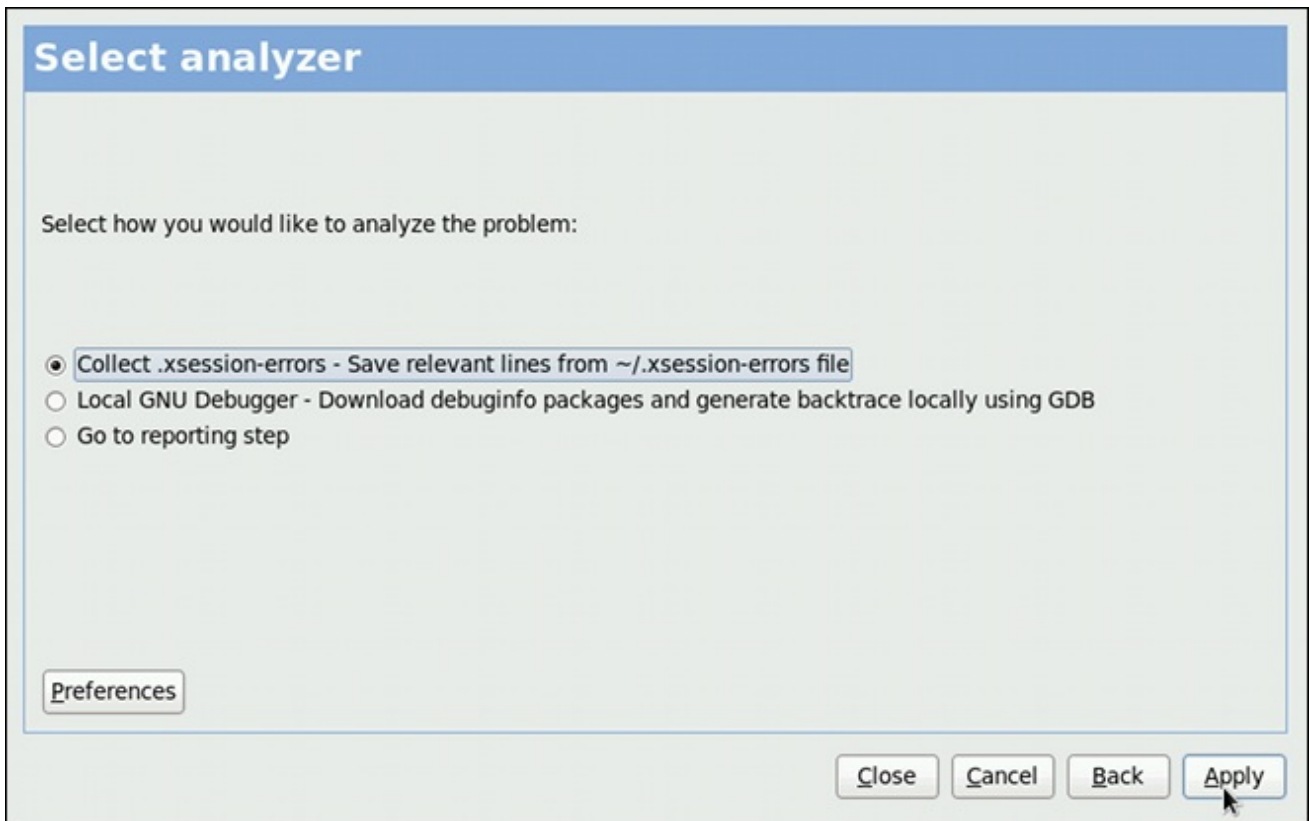 Select analyzer
Select how you would like to analyze the problem:
Collect .xsession-errors - Save relevant lines from ~/.xsession-errors file
Local GNU Debugger - Download debuginfo packages and generate backtrace locally using GDB
Go to reporting step
Preferences
Close Cancel Back Apply